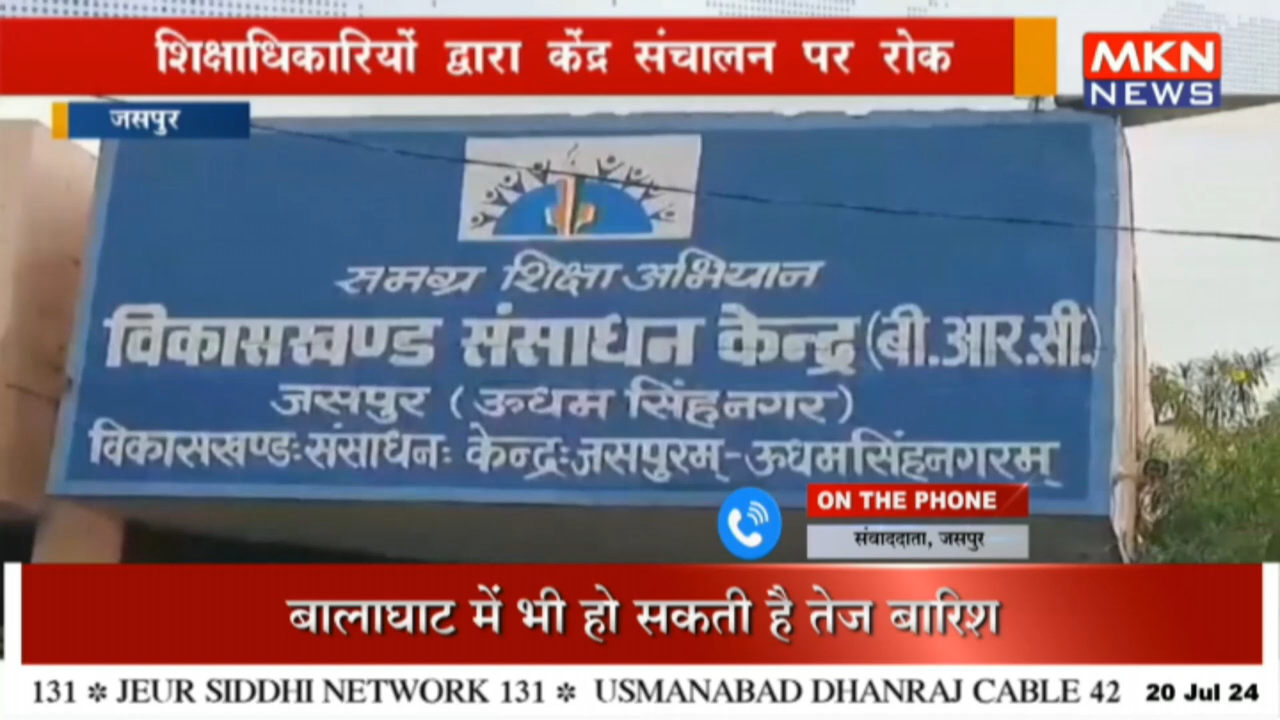 शिक्षाधिकारियों द्वारा केंद्र संचालन पर रोक
MKN
NEWS
जसपुर
समग्र शिक्षा अभियान
विकासखण्ड संसाधन केन्द्र (बी.आर.सी.)
जसपुर (ऊधम सिंह नगर)
विकासखण्डः संसाधनः केन्द्रः जसपुरम् - ऊधमसिंहनगरम्
ON THE PHONE
संवाददाता, जसपुर
बालाघाट में भी हो सकती है तेज बारिश
131 ❇ JEUR SIDDHI NETWORK 131 ❇ USMANABAD DHANRAJ CABLE 42 20 Jul 24